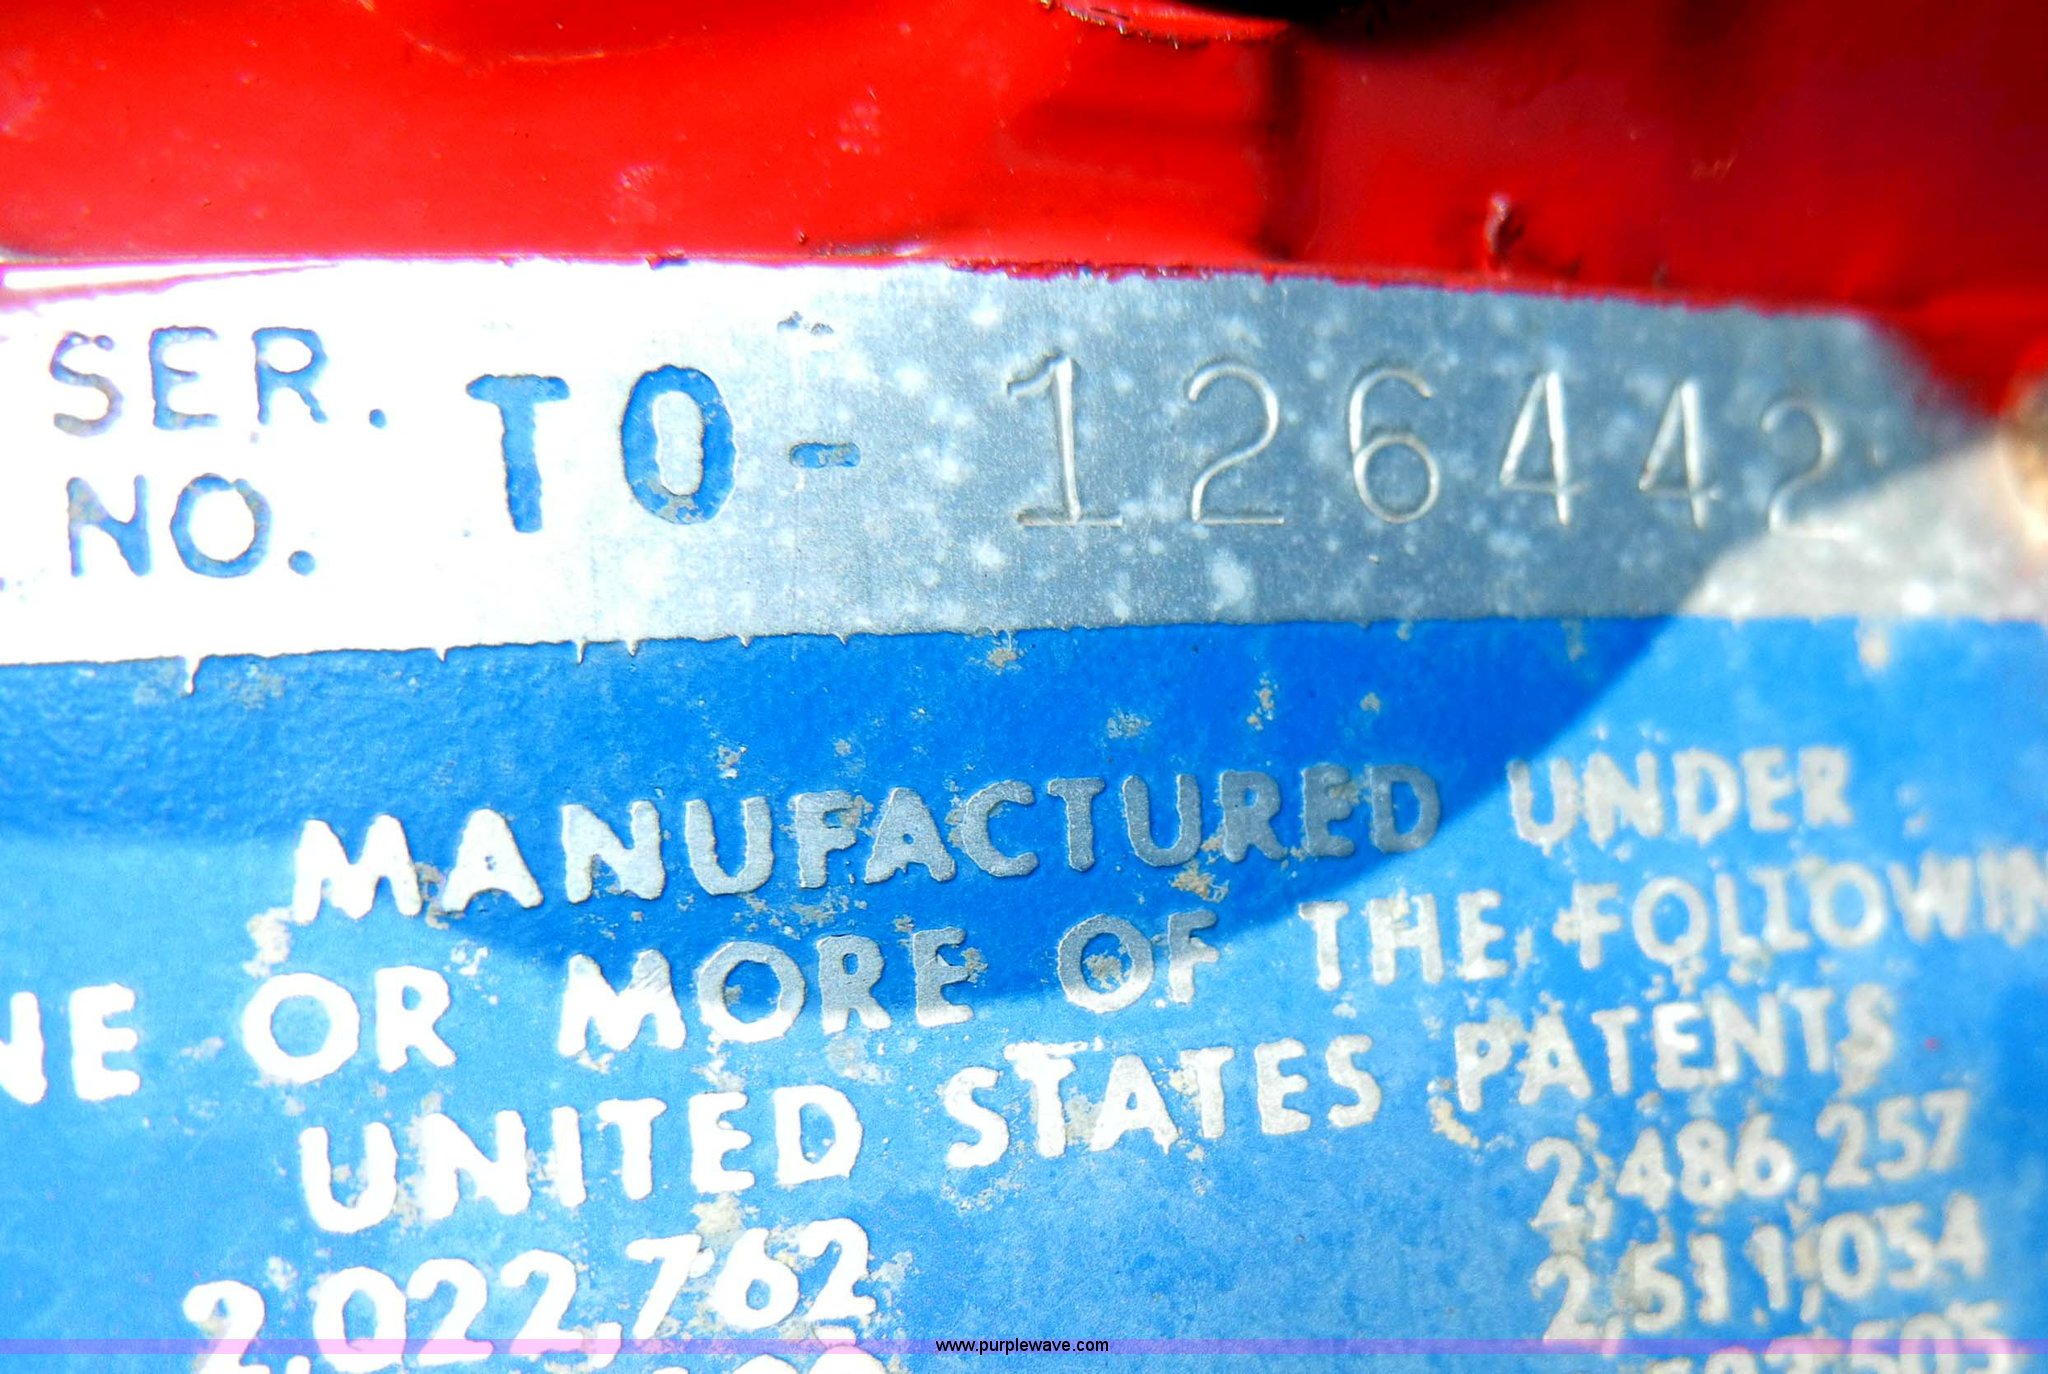 SER. NO. TO- 126442
MANUFACTURED UNDER
NE OR MORE OF THE FOLLOWIN
UNITED STATES PATENTS
2,022,762 2,486,257
2,511,054
505
www.purplewave.com